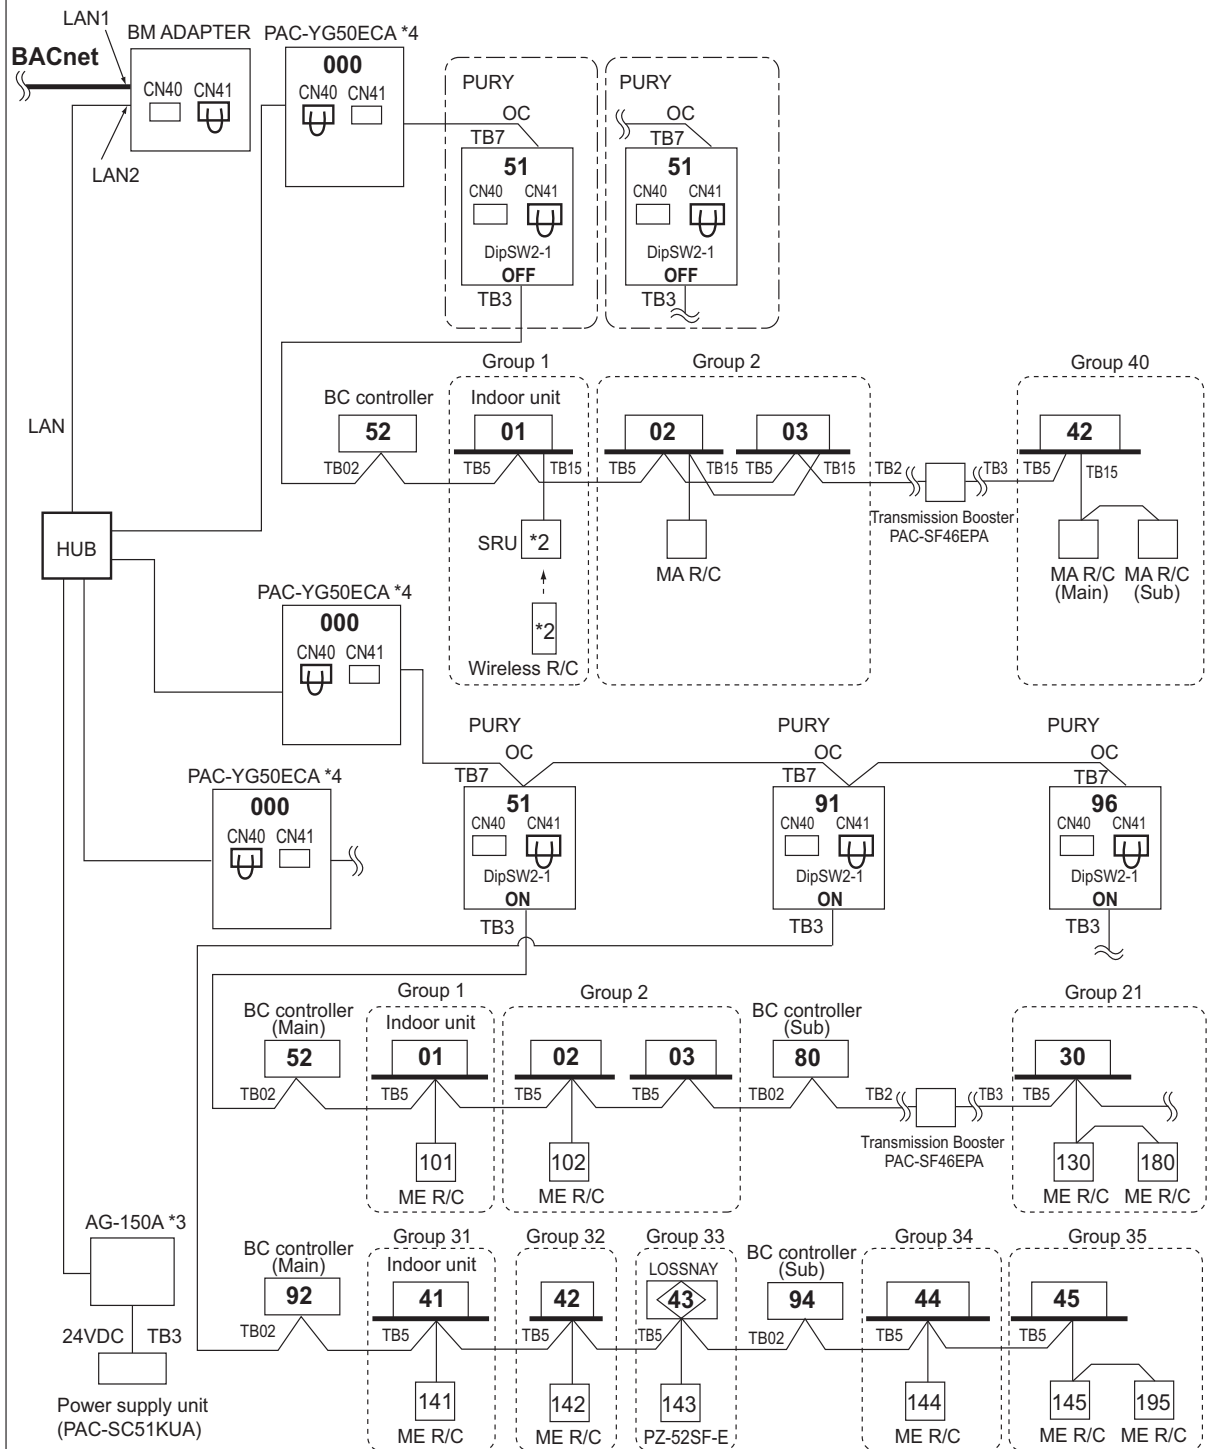 LAN1
BM ADAPTER
PAC-YG50ECA *4
BACnet
CN40 CN41
LAN2
000
CN40 CN41
PURY
OC
TB7
51
CN40 CN41
DipSW2-1
OFF
TB3
PURY
OC
TB7
51
CN40 CN41
DipSW2-1
OFF
TB3
LAN
HUB
Group 1
Group 2
Group 40
BC controller
Indoor unit
52
01
02
03
42
TB02
TB5
TB15
TB5
TB15
TB5
TB15
TB2
TB3
TB5
TB15
Transmission Booster
PAC-SF46EPA
SRU
*2
MA R/C
MA R/C
(Main)
MA R/C
(Sub)
*2
Wireless R/C
PAC-YG50ECA *4
000
CN40 CN41
PAC-YG50ECA *4
000
CN40 CN41
PURY
OC
TB7
51
CN40 CN41
DipSW2-1
ON
TB3
PURY
OC
TB7
91
CN40 CN41
DipSW2-1
ON
TB3
PURY
OC
TB7
96
CN40 CN41
DipSW2-1
ON
TB3
Group 1
Group 2
Group 21
BC controller
(Main)
Indoor unit
BC controller
(Sub)
52
01
02
03
80
30
TB02
TB5
TB5
TB5
TB02
TB2
TB3
TB5
Transmission Booster
PAC-SF46EPA
101
102
130
180
ME R/C
ME R/C
ME R/C
ME R/C
AG-150A *3
24VDC
TB3
Power supply unit
(PAC-SC51KUA)
Group 31
Group 32
Group 33
Group 34
Group 35
BC controller
(Main)
Indoor unit
LOSSNAY
BC controller
(Sub)
92
41
42
43
94
44
45
TB02
TB5
TB5
TB5
TB02
TB5
TB5
141
142
143
144
145
195
ME R/C
ME R/C
PZ-52SF-E
ME R/C
ME R/C
ME R/C